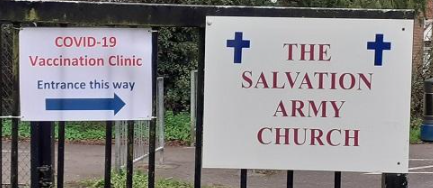 COVID-19
Vaccination Clinic
Entrance this way
THE
SALVATION
ARMY
CHURCH